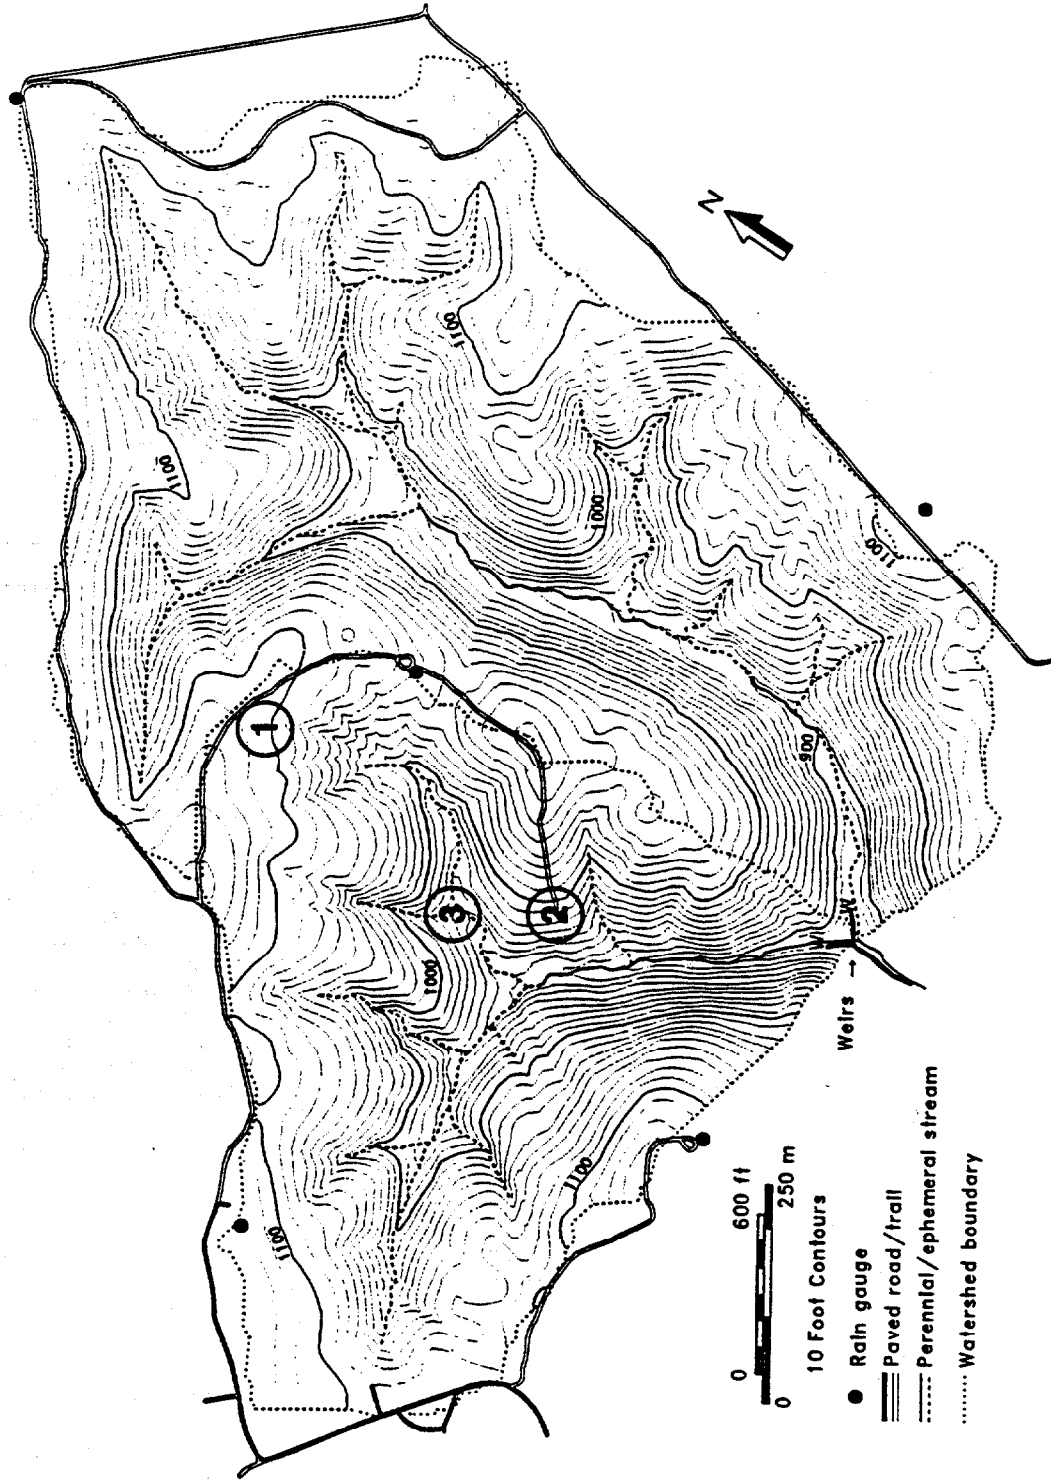 N
1100
1100
1100
1000
1
900
3
2
1000
1100
1100
Weirs →
0 600 ft
0 250 m
10 Foot Contours
Rain gauge
Paved road/trail
Perennial/ephemeral stream
Watershed boundary